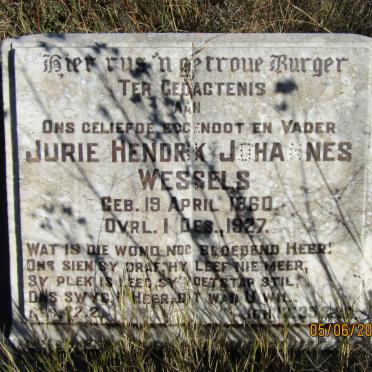 Hier rus 'n getroue Burger
TER GEDAGTENIS
AAN
ONS GELIEFDE EGGENOOT EN VADER
JURIE HENDRIK JOHANNES
WESSELS
GEB. 19 APRIL 1860.
OVRL. 1 DES. 1927.
WAT IS DIE WOND NOG BLOEDEND HEER!
ONS SIEN SY GRAF, HY LEEF NIE MEER,
SY PLEK IS LEEG, SY VOETSTAP STIL,
ONS SWYG, HEER, DIT WAS U WIL.
05/06/20